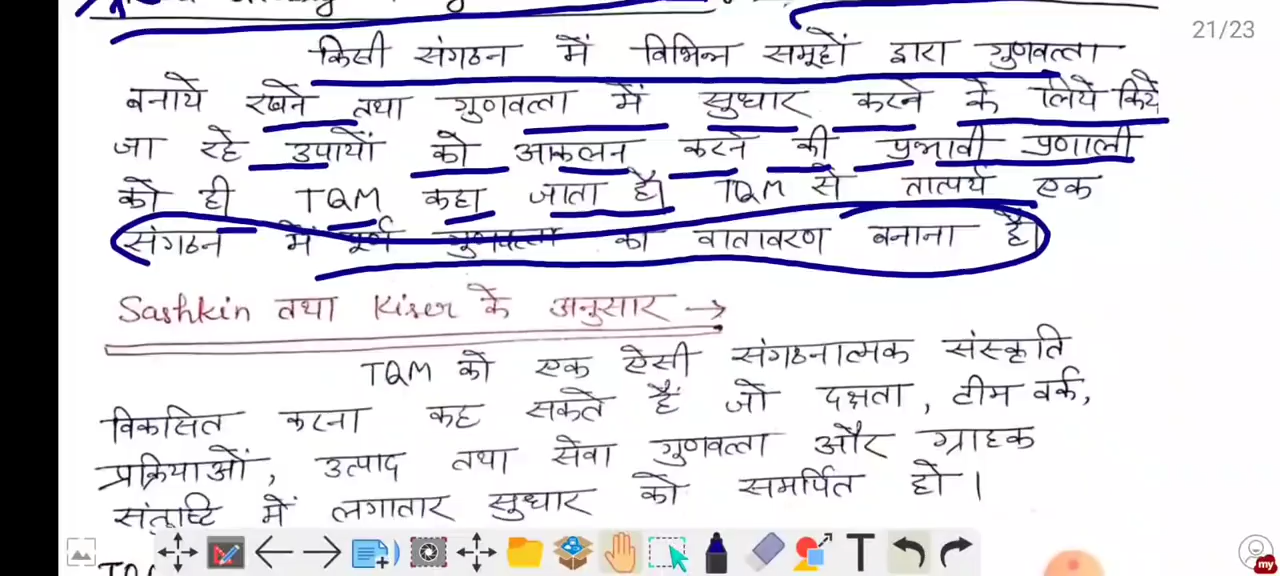 21/23
किसी संगठन में विभिन्न समूहों द्वारा गुणवत्ता
बनाये रखने तथा गुणवत्ता में सुधार करने के लिये किये
जा रहे उपायों को आकलन करने की प्रभावी प्रणाली
को ही TQM कहा जाता है। TQM से तात्पर्य एक
संगठन में पूर्ण गुणवत्ता का वातावरण बनाना है।
Sashkin तथा Kiser के अनुसार →
TQM को एक ऐसी संगठनात्मक संस्कृति
विकसित करना कह सकते हैं जो दक्षता, टीम वर्क,
प्रक्रियाओं, उत्पाद तथा सेवा गुणवत्ता और ग्राहक
संतुष्टि में लगातार सुधार को समर्पित हो।
T
my